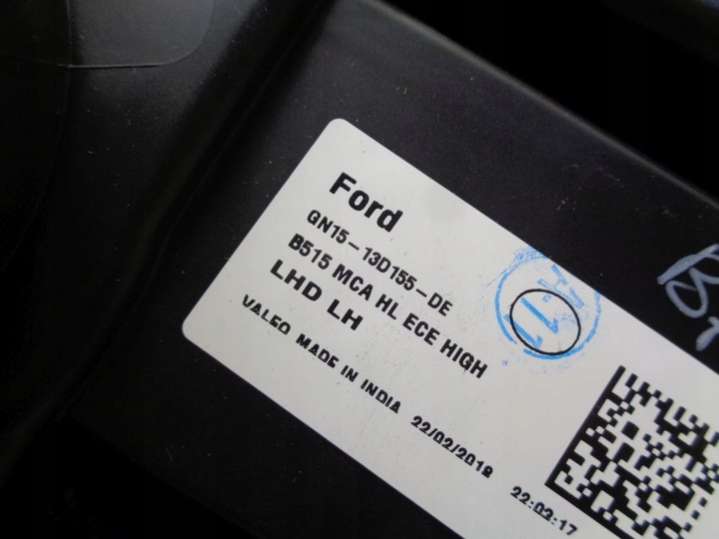 Ford
GN15-13D155-DE
B515 MCA HL ECE HIGH
LHD LH
VALEO MADE IN INDIA 22/02/2018 22:02:17
11